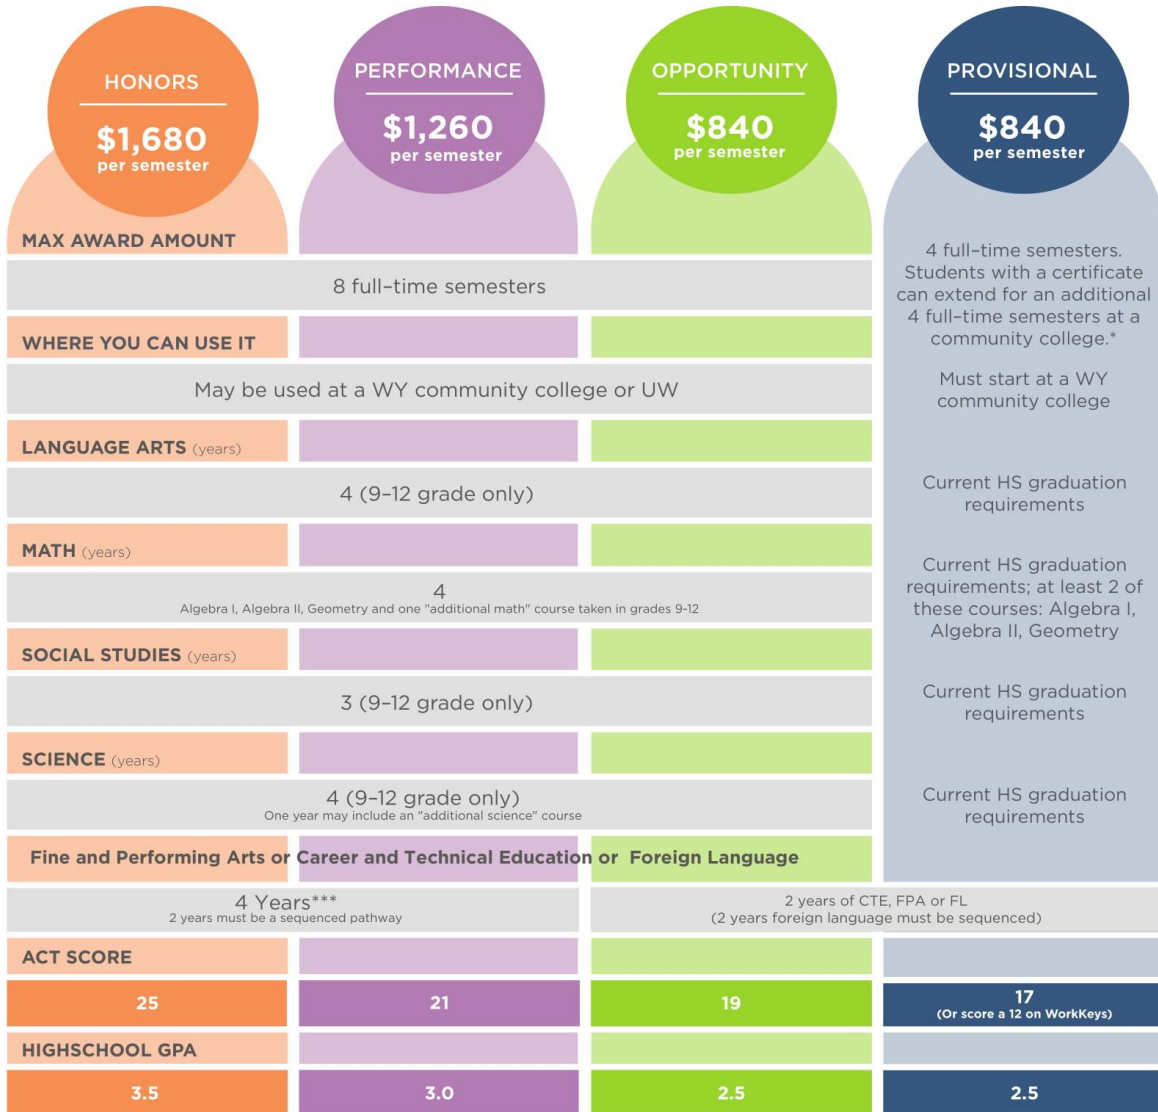 HONORS
$1,680
per semester
PERFORMANCE
$1,260
per semester
OPPORTUNITY
$840
per semester
PROVISIONAL
$840
per semester
MAX AWARD AMOUNT
8 full-time semesters
4 full-time semesters.
Students with a certificate
can extend for an additional
4 full-time semesters at a
community college.*
WHERE YOU CAN USE IT
May be used at a WY community college or UW
Must start at a WY
community college
LANGUAGE ARTS (years)
4 (9-12 grade only)
Current HS graduation
requirements
MATH (years)
4
Algebra I, Algebra II, Geometry and one "additional math" course taken in grades 9-12
Current HS graduation
requirements; at least 2 of
these courses: Algebra I,
Algebra II, Geometry
SOCIAL STUDIES (years)
3 (9-12 grade only)
Current HS graduation
requirements
SCIENCE (years)
4 (9-12 grade only)
One year may include an "additional science" course
Current HS graduation
requirements
Fine and Performing Arts or Career and Technical Education or Foreign Language
4 Years***
2 years must be a sequenced pathway
2 years of CTE, FPA or FL
(2 years foreign language must be sequenced)
ACT SCORE
25
21
19
17
(Or score a 12 on WorkKeys)
HIGHSCHOOL GPA
3.5
3.0
2.5
2.5